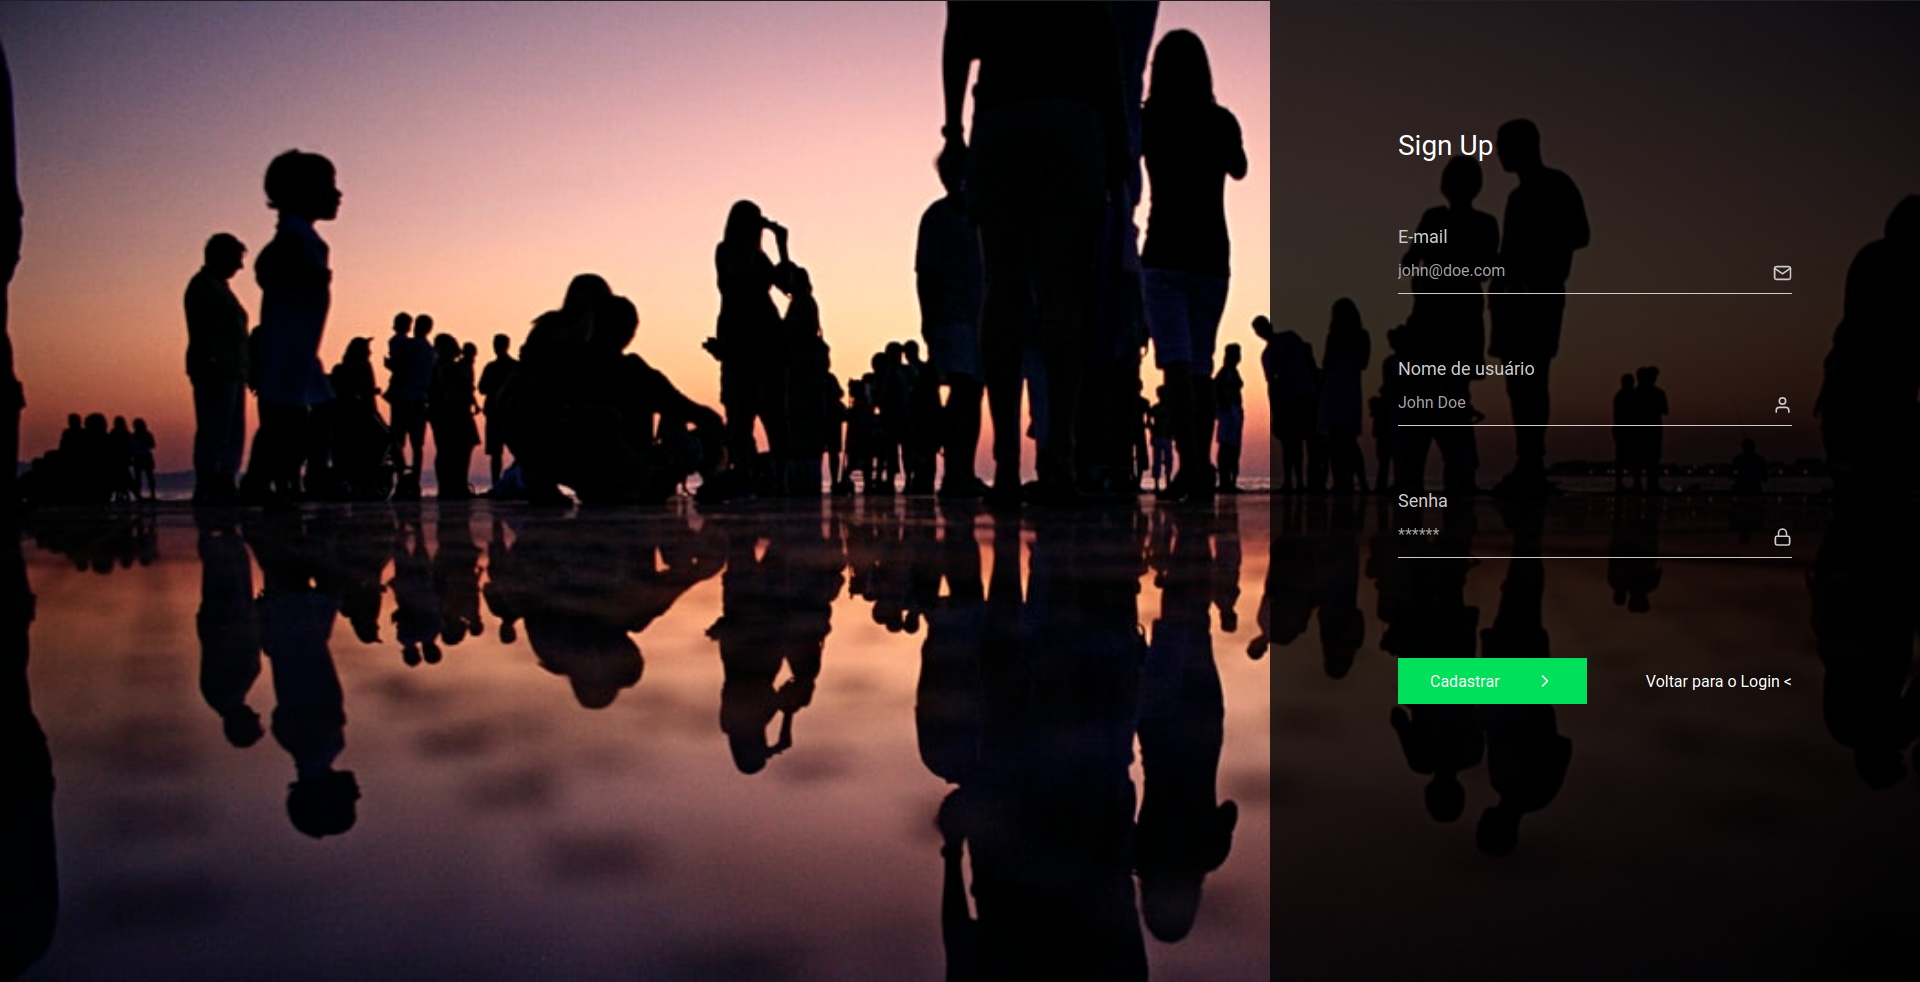 Sign Up
E-mail
john@doe.com
Nome de usuário
John Doe
Senha
******
Cadastrar
Voltar para o Login <